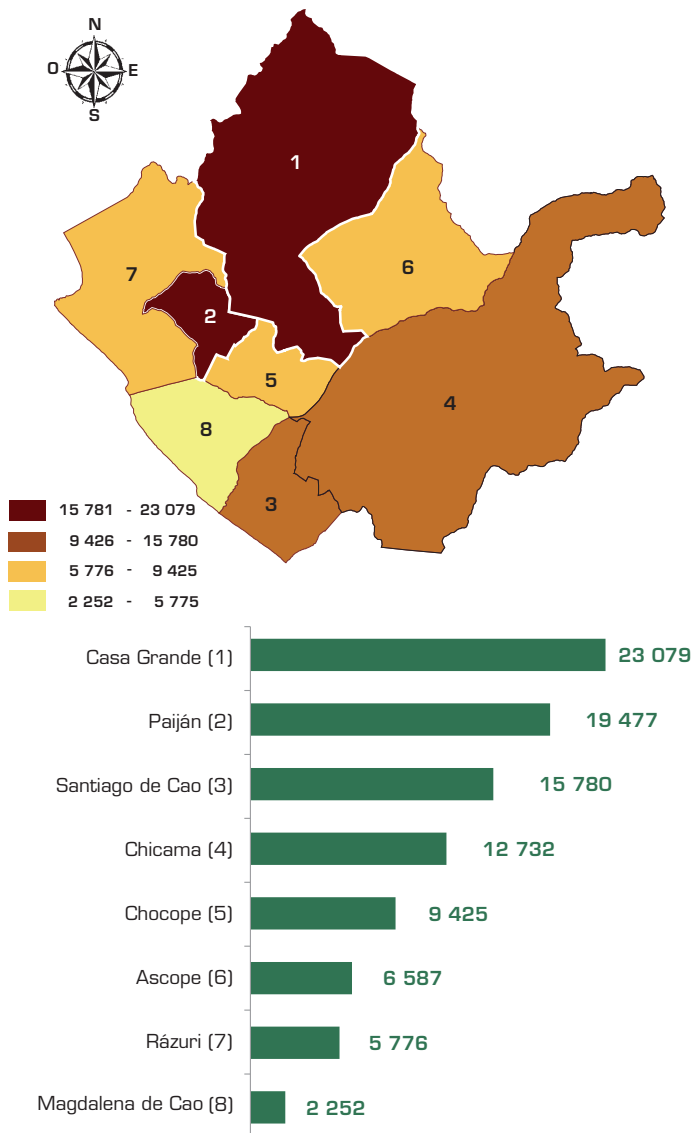 N
O E
S
1
6
7
2
5
4
8
3
15 781 - 23 079
9 426 - 15 780
5 776 - 9 425
2 252 - 5 775
Casa Grande (1) 23 079
Paiján (2) 19 477
Santiago de Cao (3) 15 780
Chicama (4) 12 732
Chocope (5) 9 425
Ascope (6) 6 587
Rázuri (7) 5 776
Magdalena de Cao (8) 2 252